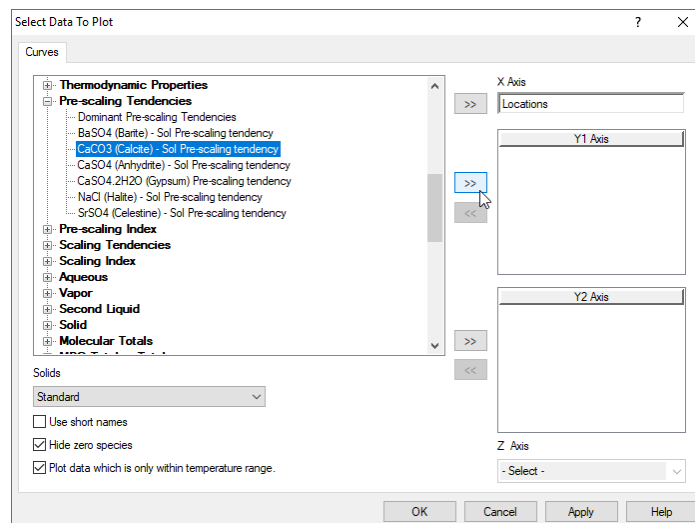 Select Data To Plot
?
Curves
Thermodynamic Properties
Pre-scaling Tendencies
Dominant Pre-scaling Tendencies
BaSO4 (Barite) - Sol Pre-scaling tendency
CaCO3 (Calcite) - Sol Pre-scaling tendency
CaSO4 (Anhydrite) - Sol Pre-scaling tendency
CaSO4.2H2O (Gypsum) Pre-scaling tendency
NaCl (Halite) - Sol Pre-scaling tendency
SrSO4 (Celestine) - Sol Pre-scaling tendency
Pre-scaling Index
Scaling Tendencies
Scaling Index
Aqueous
Vapor
Second Liquid
Solid
Molecular Totals
>>
X Axis
Locations
Y1 Axis
>>
<<
Y2 Axis
>>
<<
Solids
Standard
Use short names
Hide zero species
Plot data which is only within temperature range.
Z Axis
- Select -
OK
Cancel
Apply
Help